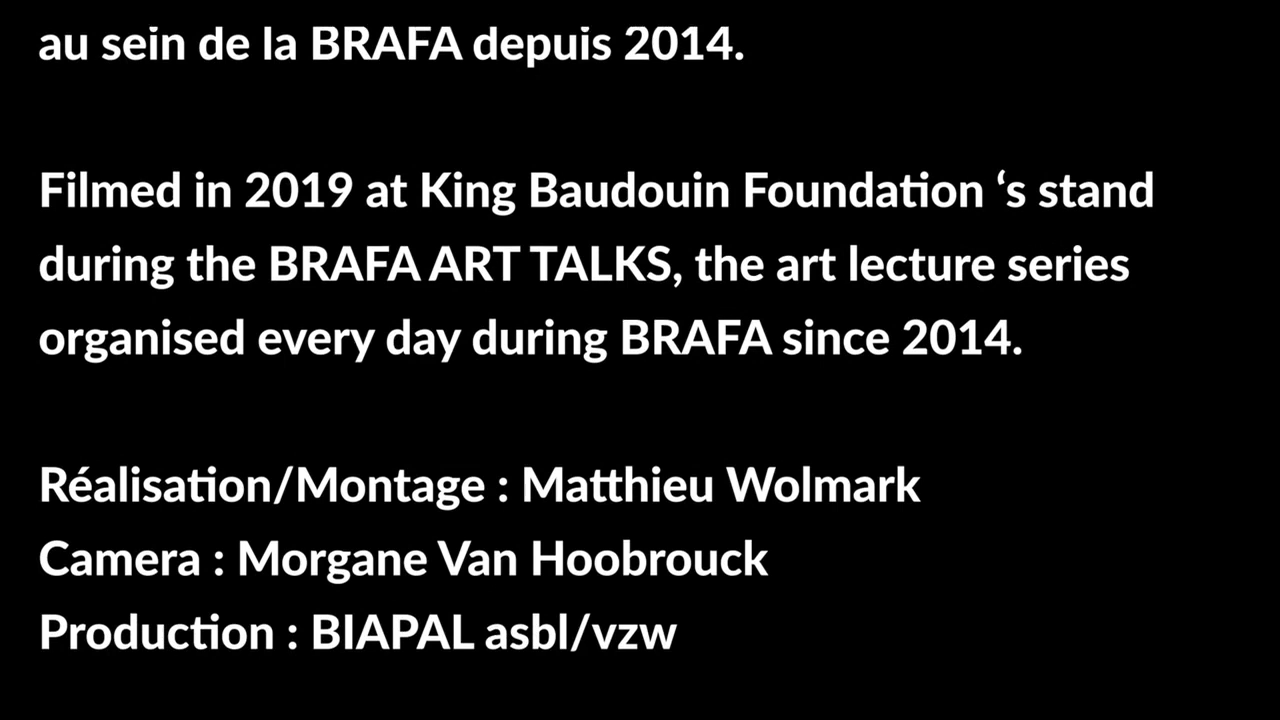 au sein de la BRAFA depuis 2014.
Filmed in 2019 at King Baudouin Foundation ‘s stand
during the BRAFA ART TALKS, the art lecture series
organised every day during BRAFA since 2014.
Réalisation/Montage : Matthieu Wolmark
Camera : Morgane Van Hoobrouck
Production : BIAPAL asbl/vzw